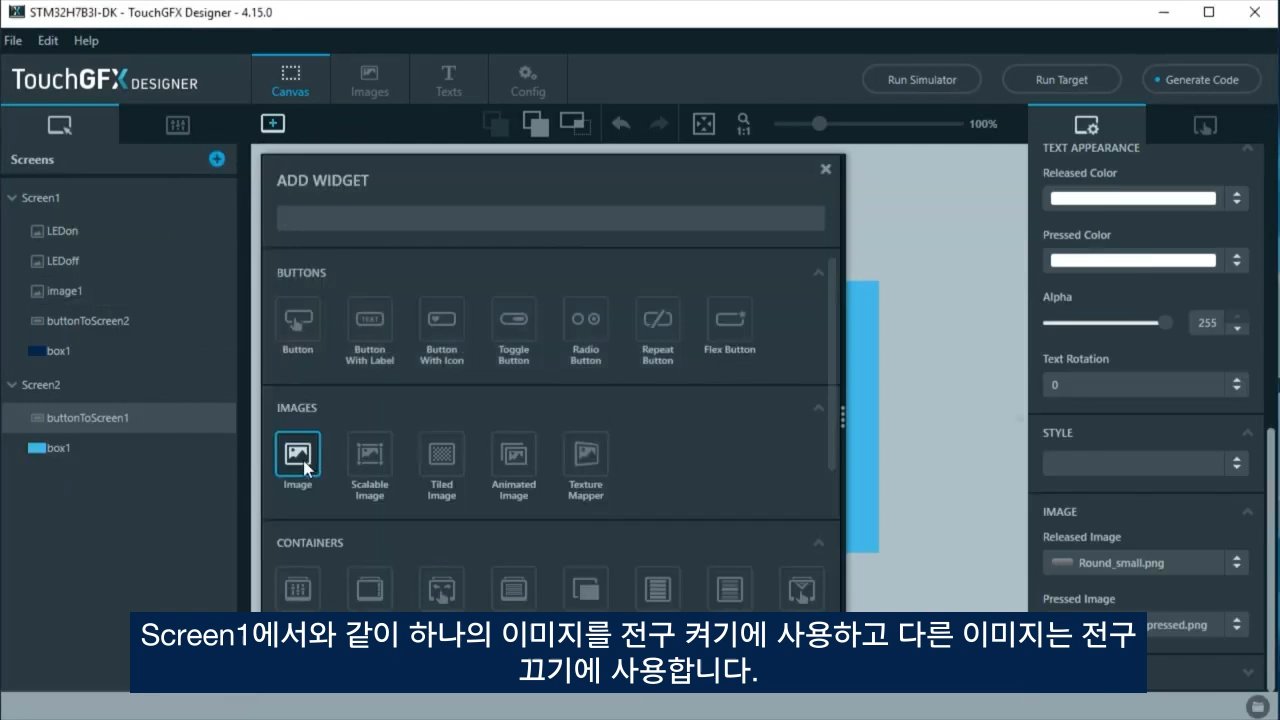 STM32H7B3I-DK - TouchGFX Designer - 4.15.0
File Edit Help
TouchGFX DESIGNER
Canvas
Images
Texts
Config
Run Simulator
Run Target
Generate Code
1:1
100%
Screens
Screen1
LEDon
LEDoff
image1
buttonToScreen2
box1
Screen2
buttonToScreen1
box1
ADD WIDGET
BUTTONS
Button
TEXT
Button With Label
Button With Icon
Toggle Button
Radio Button
Repeat Button
Flex Button
IMAGES
Image
Scalable Image
Tiled Image
Animated Image
Texture Mapper
CONTAINERS
TEXT APPEARANCE
Released Color
Pressed Color
Alpha
255
Text Rotation
0
STYLE
IMAGE
Released Image
Round_small.png
Pressed Image
pressed.png
Screen1에서와 같이 하나의 이미지를 전구 켜기에 사용하고 다른 이미지는 전구
끄기에 사용합니다.